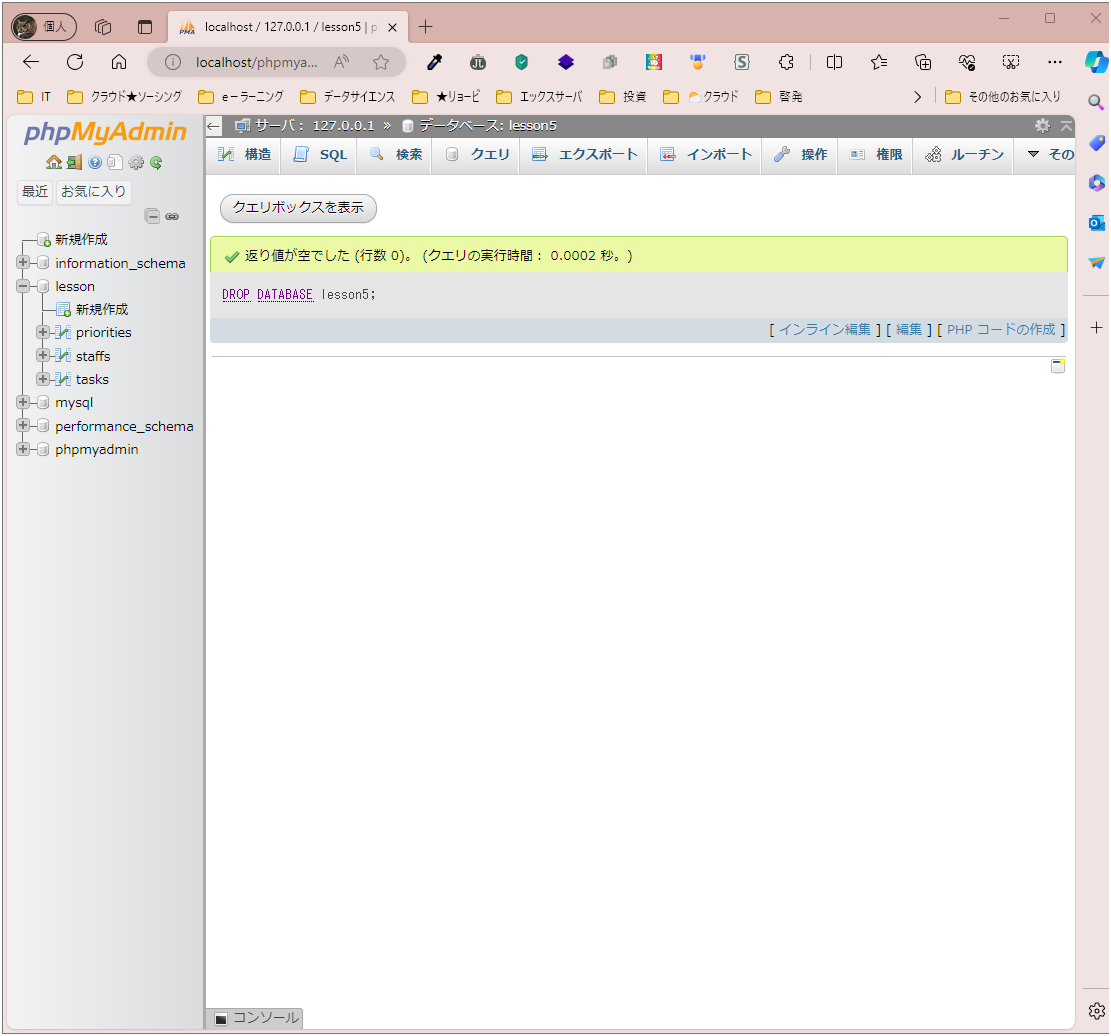 個人
localhost / 127.0.0.1 / lesson5 | p
localhost/phpmya...
IT
クラウド★ソーシング
e－ラーニング
データサイエンス
★リョービ
エックスサーバ
投資
クラウド
啓発
その他のお気に入り
phpMyAdmin
最近
お気に入り
新規作成
information_schema
lesson
新規作成
priorities
staffs
tasks
mysql
performance_schema
phpmyadmin
サーバ： 127.0.0.1 » データベース: lesson5
構造
SQL
検索
クエリ
エクスポート
インポート
操作
権限
ルーチン
その
クエリボックスを表示
返り値が空でした (行数 0)。 (クエリの実行時間： 0.0002 秒。)
DROP DATABASE lesson5;
[ インライン編集 ] [ 編集 ] [ PHP コードの作成 ]
コンソール